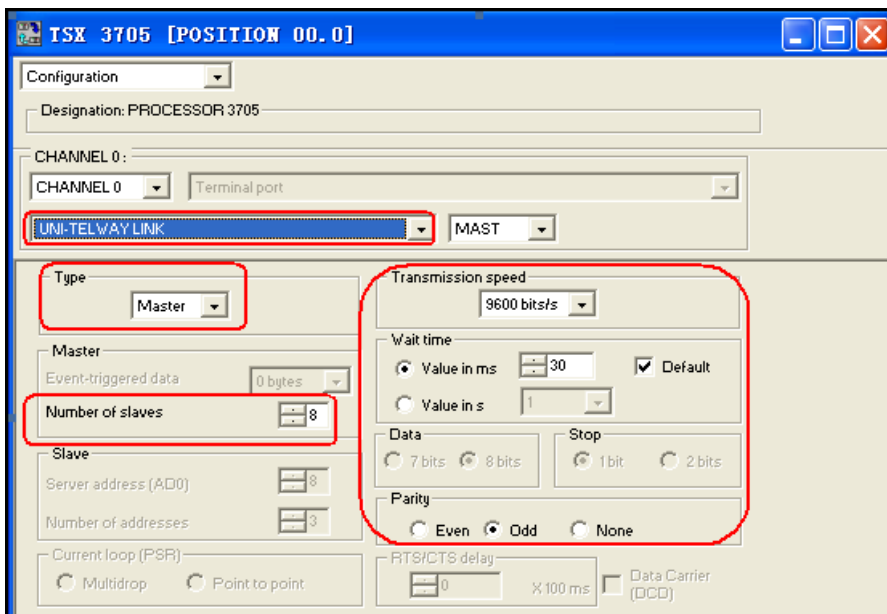 TSX 3705 [POSITION 00.0]
Configuration
Designation: PROCESSOR 3705
CHANNEL 0 :
CHANNEL 0 Terminal port
UNI-TELWAY LINK MAST
Type
Master
Transmission speed
9600 bits/s
Master
Event-triggered data 0 bytes
Number of slaves 8
Wait time
Value in ms 30 Default
Value in s 1
Data
7 bits 8 bits
Stop
1 bit 2 bits
Slave
Server address (AD0) 8
Number of addresses 3
Parity
Even Odd None
Current loop (PSR)
Multidrop Point to point
RTS/CTS delay
0 X 100 ms
Data Carrier
(DCD)